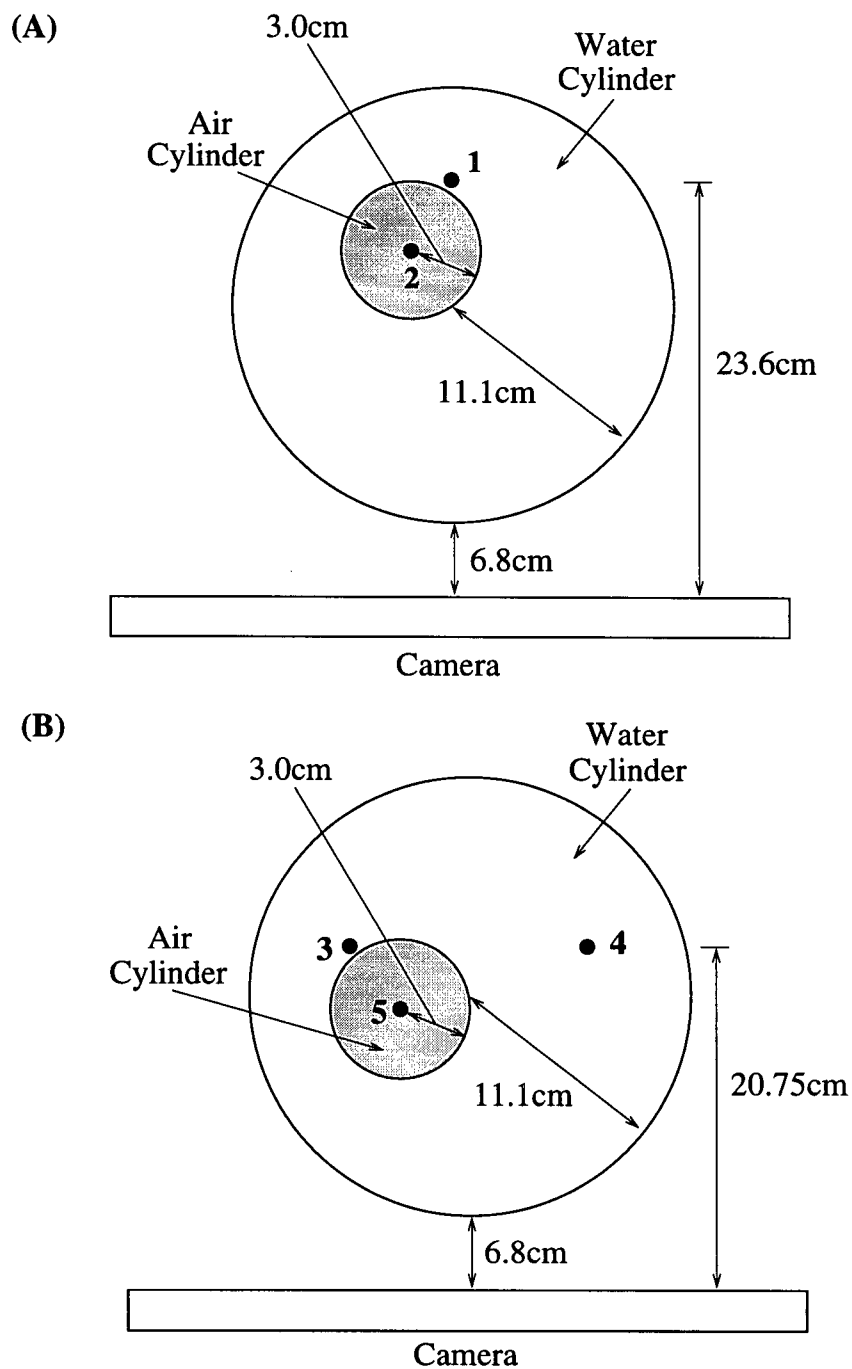 (A)
3.0cm
Water
Cylinder
Air
Cylinder
1
2
23.6cm
11.1cm
6.8cm
Camera
(B)
Water
Cylinder
3.0cm
Air
Cylinder
3
4
5
11.1cm
20.75cm
6.8cm
Camera